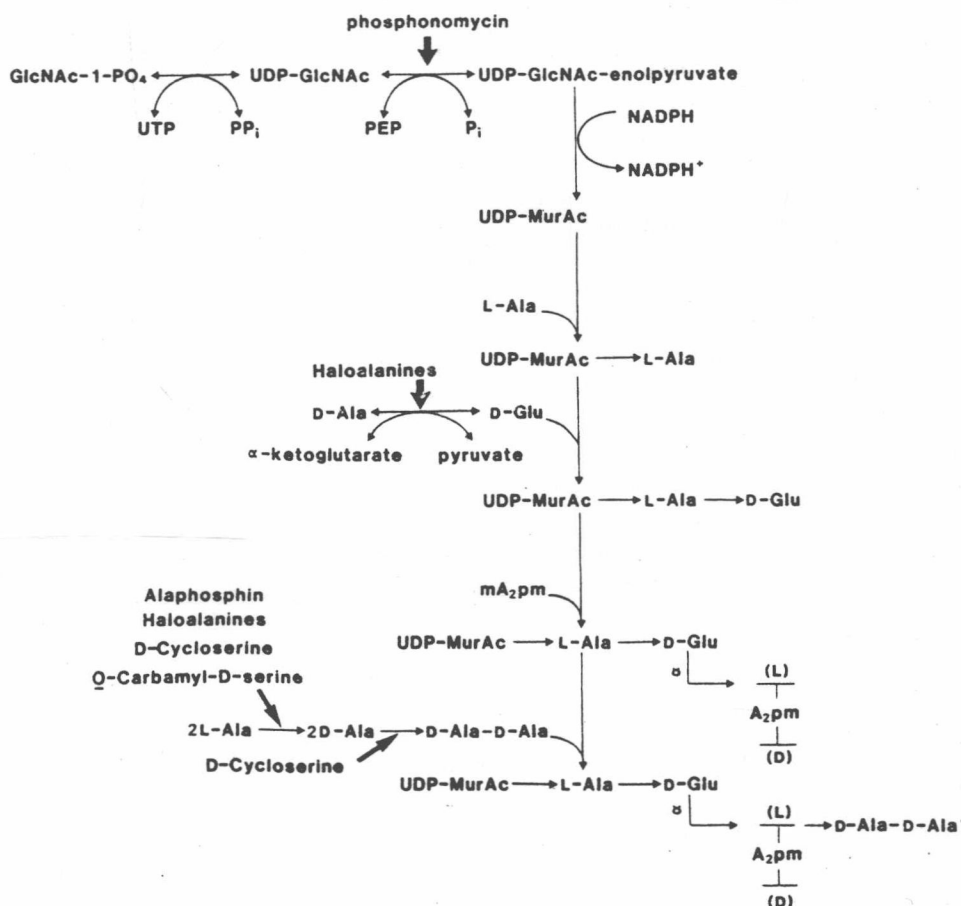 phosphonomycin
GlcNAc-1-PO₄ UDP-GlcNAc UDP-GlcNAc-enolpyruvate
UTP PPᵢ PEP Pᵢ
NADPH
NADPH⁺
UDP-MurAc
L-Ala
UDP-MurAc L-Ala
Haloalanines
D-Ala D-Glu
α-ketoglutarate pyruvate
UDP-MurAc L-Ala D-Glu
mA₂pm
Alaphosphin
Haloalanines
D-Cycloserine
O-Carbamyl-D-serine
UDP-MurAc L-Ala D-Glu
γ (L)
A₂pm
(D)
2L-Ala 2D-Ala D-Ala-D-Ala
D-Cycloserine
UDP-MurAc L-Ala D-Glu
γ (L) D-Ala-D-Ala
A₂pm
(D)